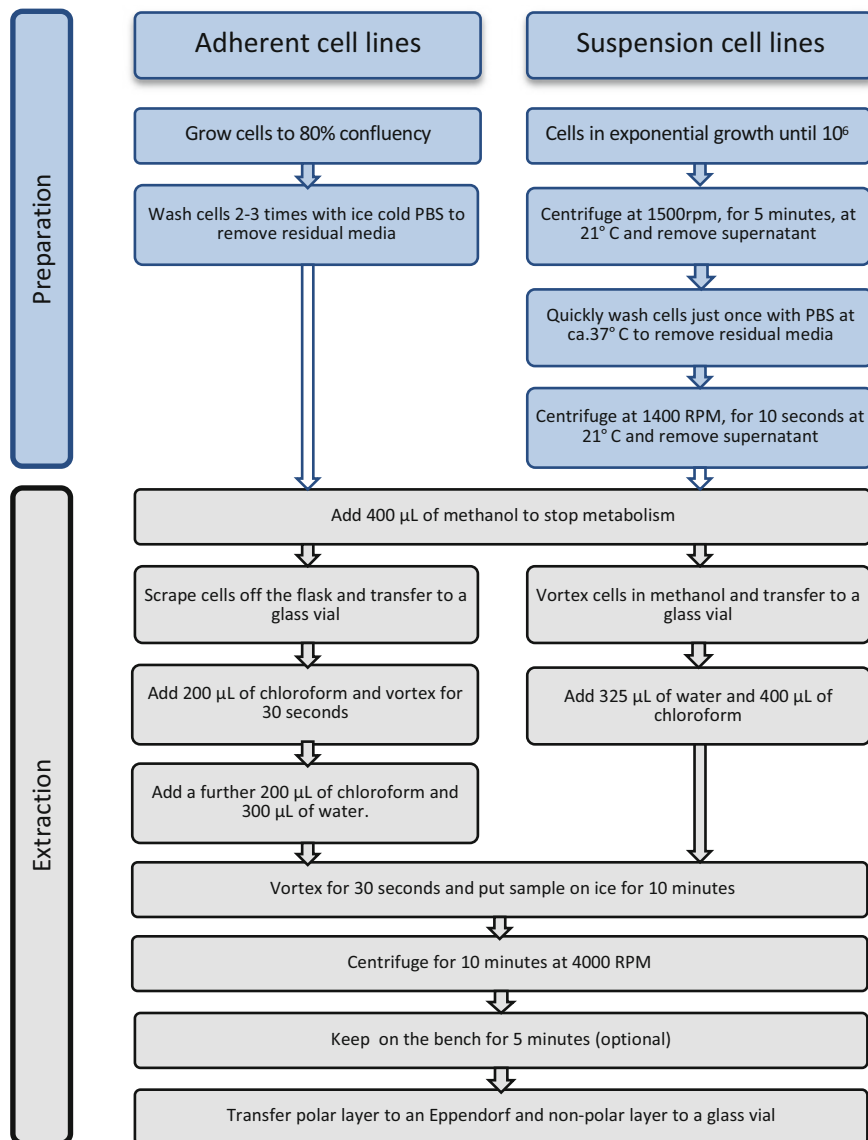 Adherent cell lines
Suspension cell lines
Preparation
Grow cells to 80% confluency
Cells in exponential growth until 10⁶
Wash cells 2-3 times with ice cold PBS to
remove residual media
Centrifuge at 1500rpm, for 5 minutes, at
21° C and remove supernatant
Quickly wash cells just once with PBS at
ca.37° C to remove residual media
Centrifuge at 1400 RPM, for 10 seconds at
21° C and remove supernatant
Extraction
Add 400 µL of methanol to stop metabolism
Scrape cells off the flask and transfer to a
glass vial
Vortex cells in methanol and transfer to a
glass vial
Add 200 µL of chloroform and vortex for
30 seconds
Add 325 µL of water and 400 µL of
chloroform
Add a further 200 µL of chloroform and
300 µL of water.
Vortex for 30 seconds and put sample on ice for 10 minutes
Centrifuge for 10 minutes at 4000 RPM
Keep on the bench for 5 minutes (optional)
Transfer polar layer to an Eppendorf and non-polar layer to a glass vial